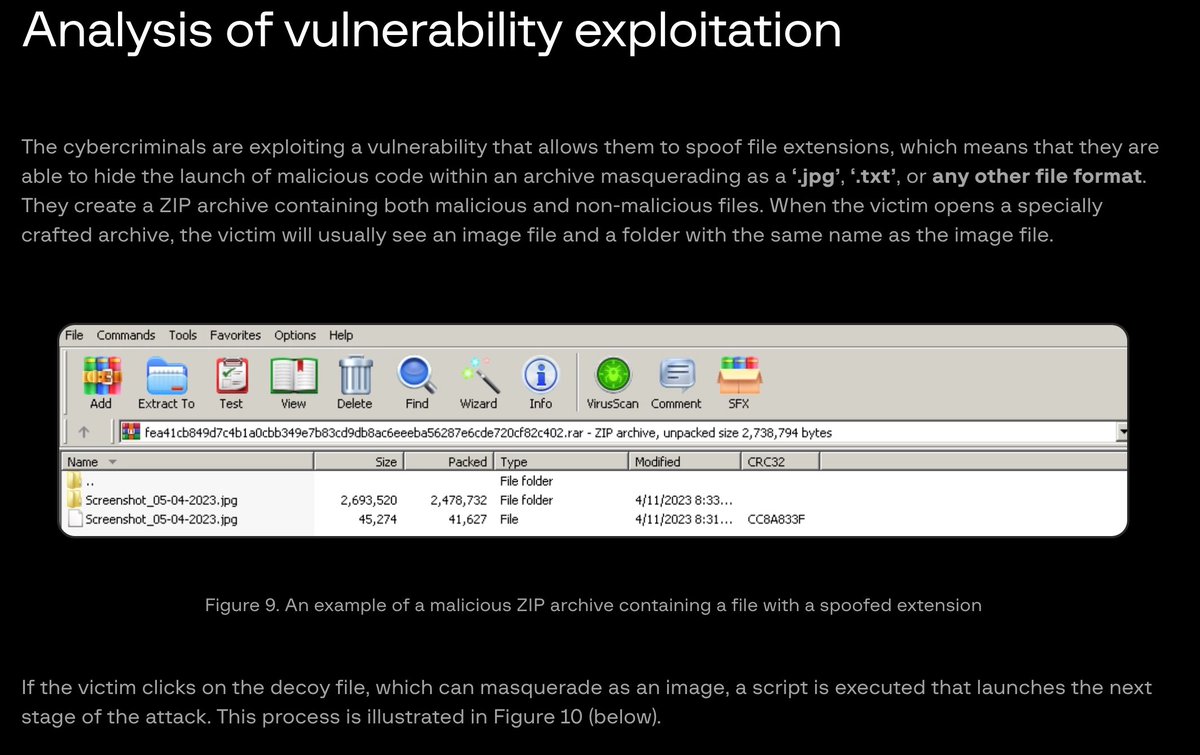 Analysis of vulnerability exploitation
The cybercriminals are exploiting a vulnerability that allows them to spoof file extensions, which means that they are
able to hide the launch of malicious code within an archive masquerading as a ‘.jpg’, ‘.txt’, or any other file format.
They create a ZIP archive containing both malicious and non-malicious files. When the victim opens a specially
crafted archive, the victim will usually see an image file and a folder with the same name as the image file.
File Commands Tools Favorites Options Help
Add Extract To Test View Delete Find Wizard Info VirusScan Comment SFX
fea41cb849d7c4b1a0cbb349e7b83cd9db8ac6eeeba56287e6cde720cf82c402.rar - ZIP archive, unpacked size 2,738,794 bytes
Name Size Packed Type Modified CRC32
.. File folder
Screenshot_05-04-2023.jpg 2,693,520 2,478,732 File folder 4/11/2023 8:33...
Screenshot_05-04-2023.jpg 45,274 41,627 File 4/11/2023 8:31... CC8A833F
Figure 9. An example of a malicious ZIP archive containing a file with a spoofed extension
If the victim clicks on the decoy file, which can masquerade as an image, a script is executed that launches the next
stage of the attack. This process is illustrated in Figure 10 (below).